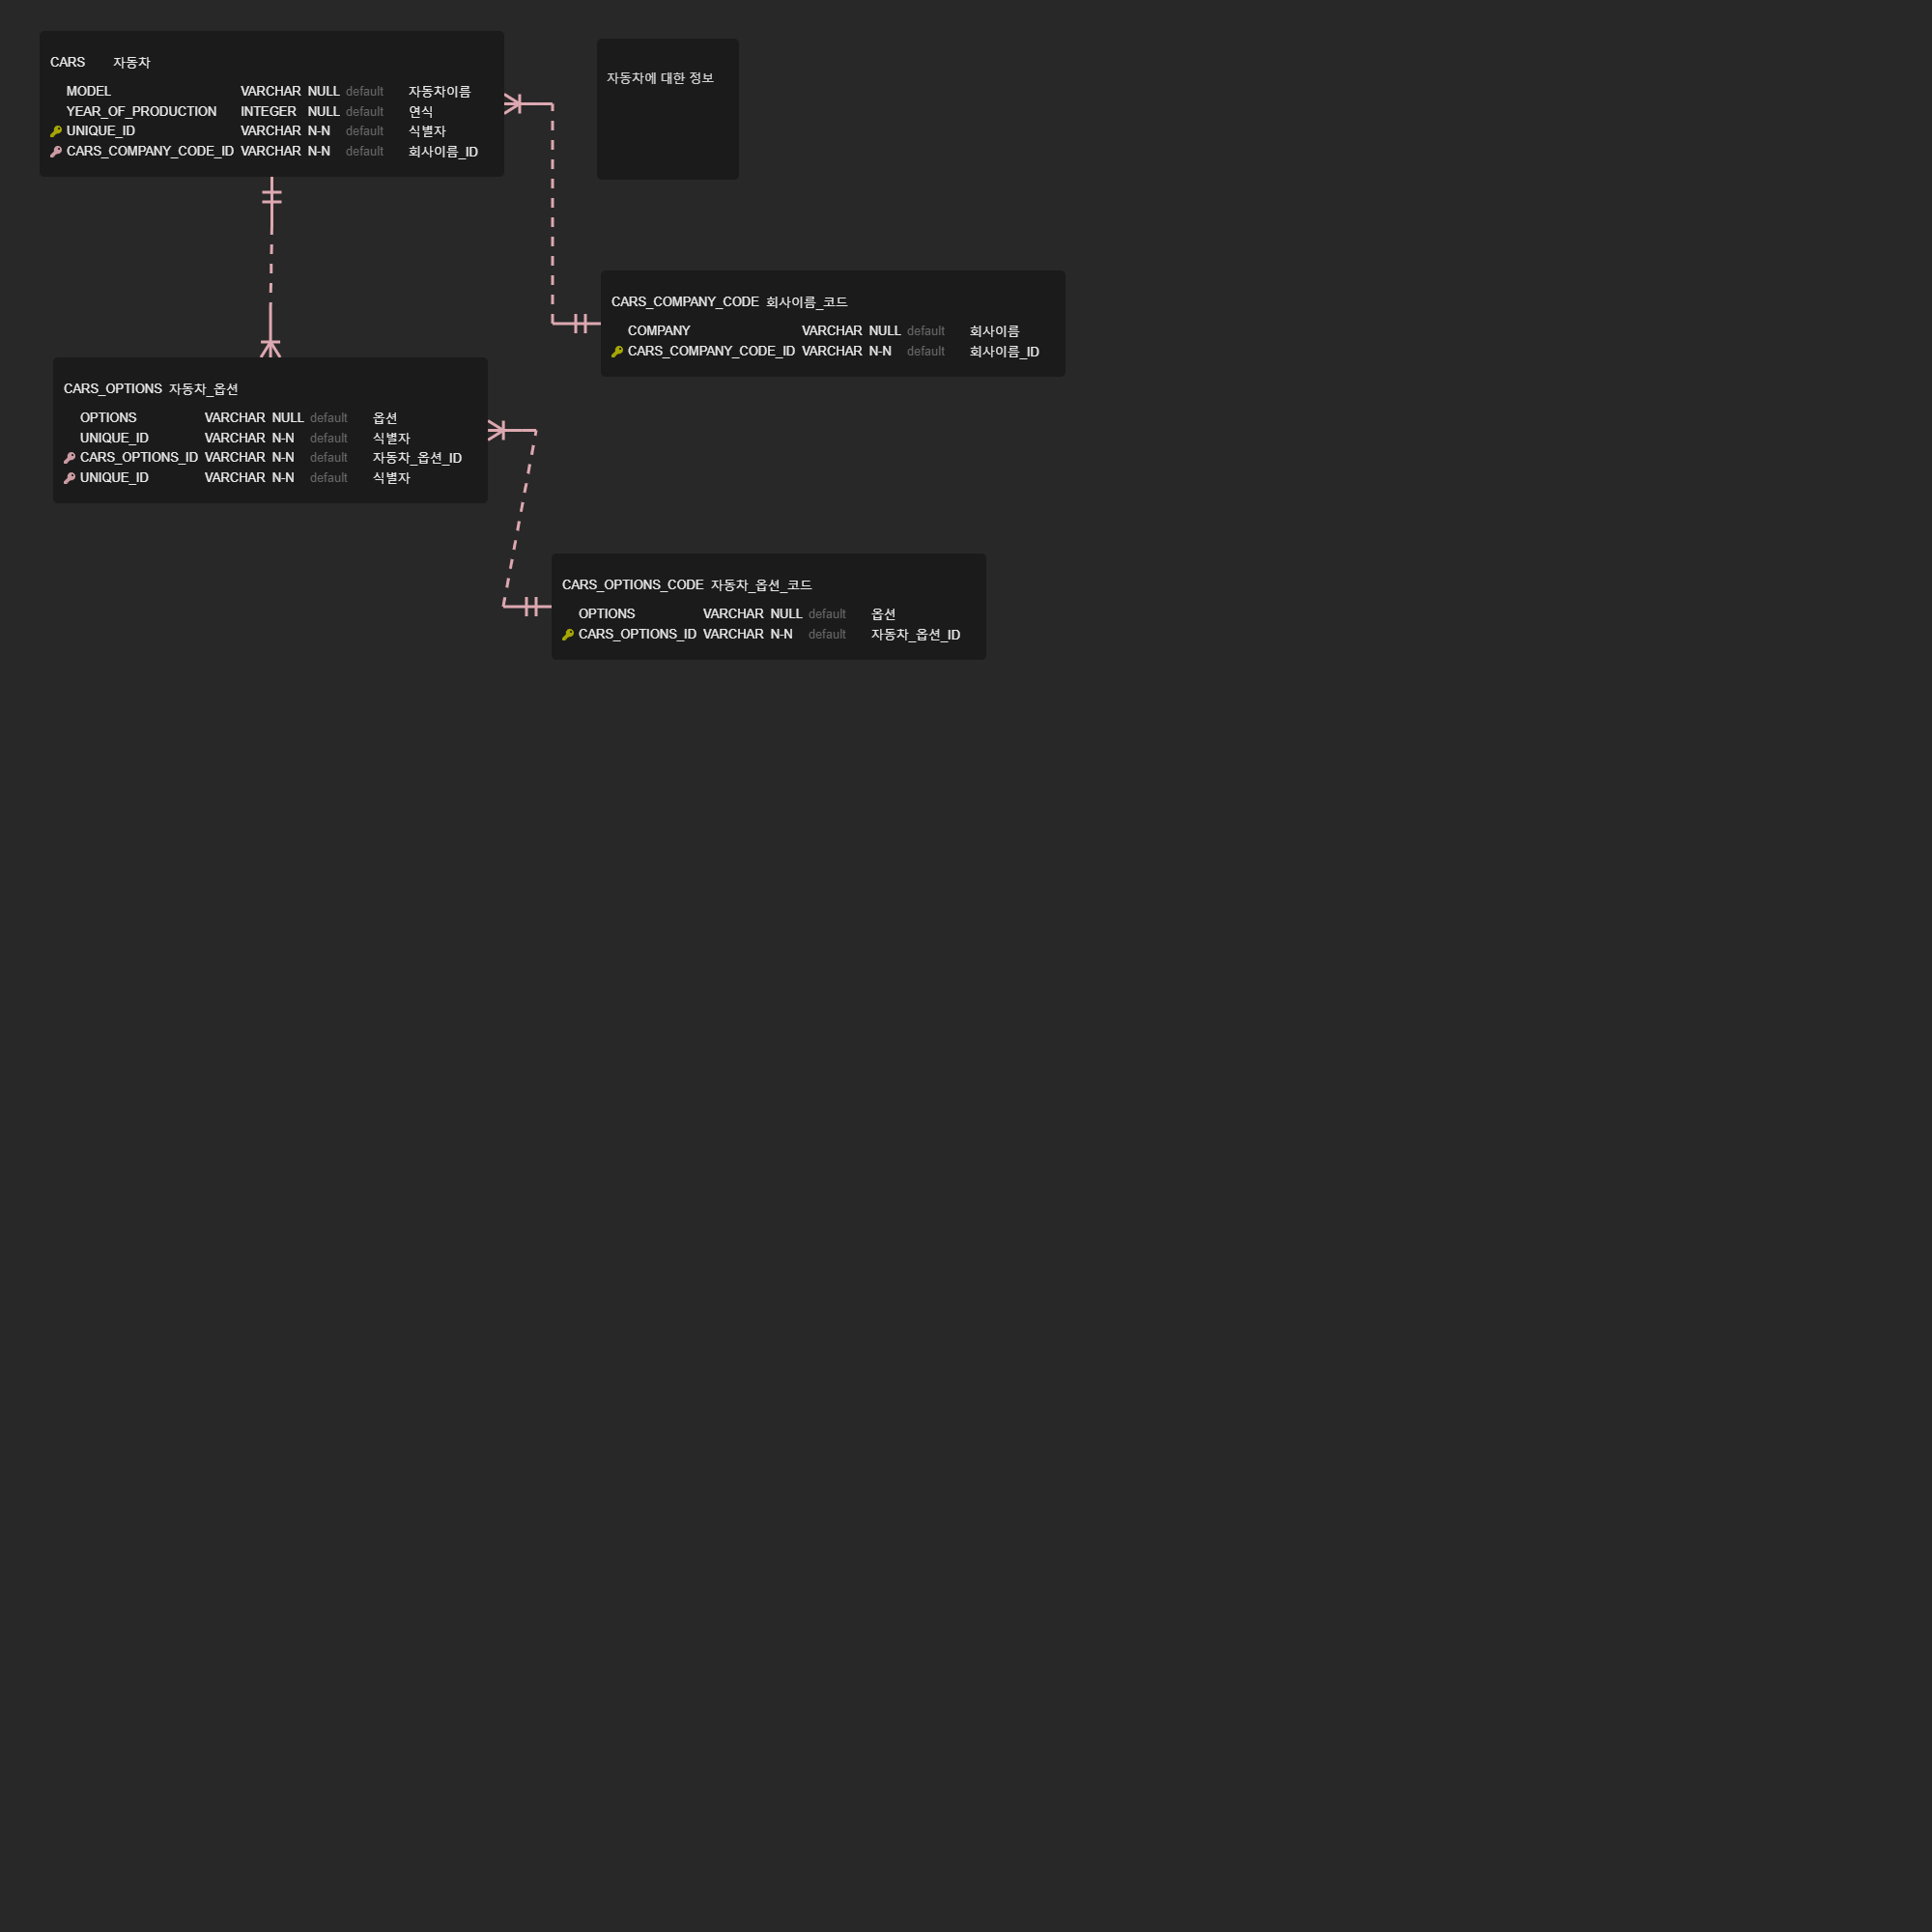 CARS 자동차
MODEL VARCHAR NULL default 자동차이름
YEAR_OF_PRODUCTION INTEGER NULL default 연식
UNIQUE_ID VARCHAR N-N default 식별자
CARS_COMPANY_CODE_ID VARCHAR N-N default 회사이름_ID
자동차에 대한 정보
CARS_COMPANY_CODE 회사이름_코드
COMPANY VARCHAR NULL default 회사이름
CARS_COMPANY_CODE_ID VARCHAR N-N default 회사이름_ID
CARS_OPTIONS 자동차_옵션
OPTIONS VARCHAR NULL default 옵션
UNIQUE_ID VARCHAR N-N default 식별자
CARS_OPTIONS_ID VARCHAR N-N default 자동차_옵션_ID
UNIQUE_ID VARCHAR N-N default 식별자
CARS_OPTIONS_CODE 자동차_옵션_코드
OPTIONS VARCHAR NULL default 옵션
CARS_OPTIONS_ID VARCHAR N-N default 자동차_옵션_ID